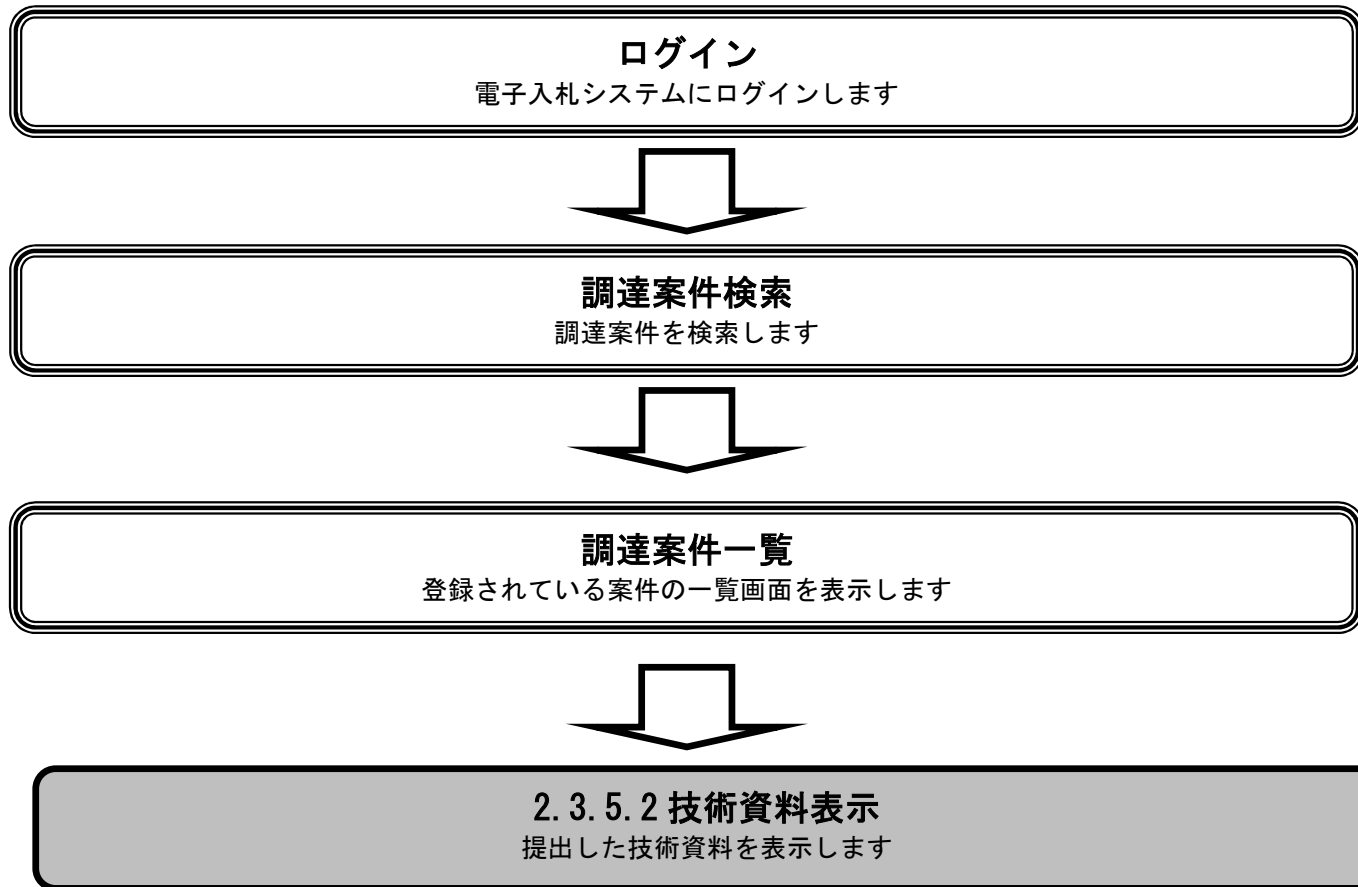 ログイン
電子入札システムにログインします
調達案件検索
調達案件を検索します
調達案件一覧
登録されている案件の一覧画面を表示します
2.3.5.2 技術資料表示
提出した技術資料を表示します